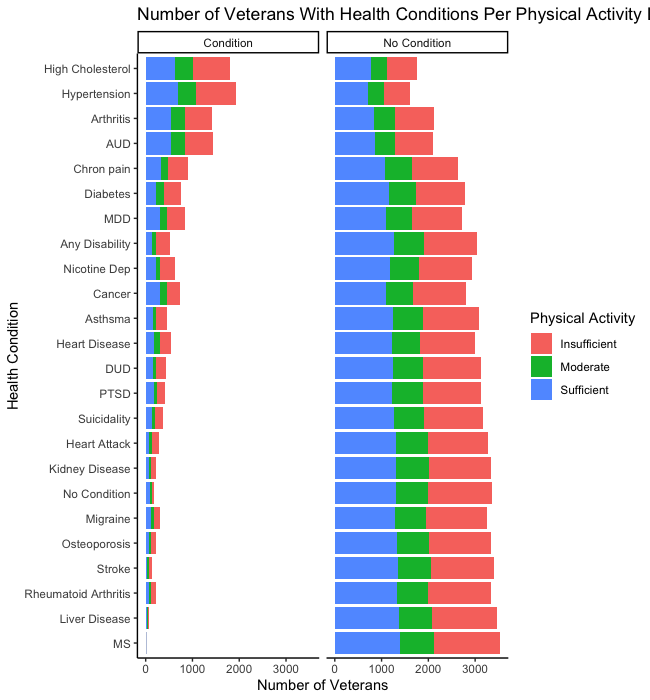 Number of Veterans With Health Conditions Per Physical Activity
Condition
No Condition
High Cholesterol
Hypertension
Arthritis
AUD
Chron pain
Diabetes
MDD
Any Disability
Nicotine Dep
Cancer
Asthsma
Heart Disease
DUD
PTSD
Suicidality
Heart Attack
Kidney Disease
No Condition
Migraine
Osteoporosis
Stroke
Rheumatoid Arthritis
Liver Disease
MS
Health Condition
0 1000 2000 3000
0 1000 2000 3000
Number of Veterans
Physical Activity
Insufficient
Moderate
Sufficient